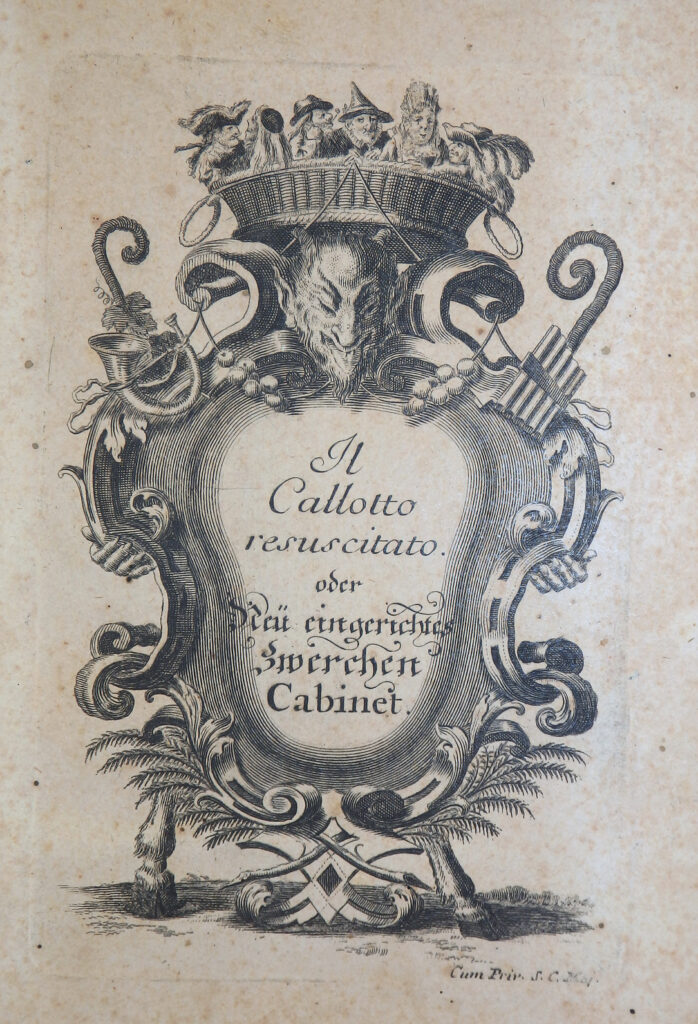 Il
Callotto
resuscitato.
oder
Neü eingerichtes
Zwerchen
Cabinet.
Cum Priv. S. C. Maj.